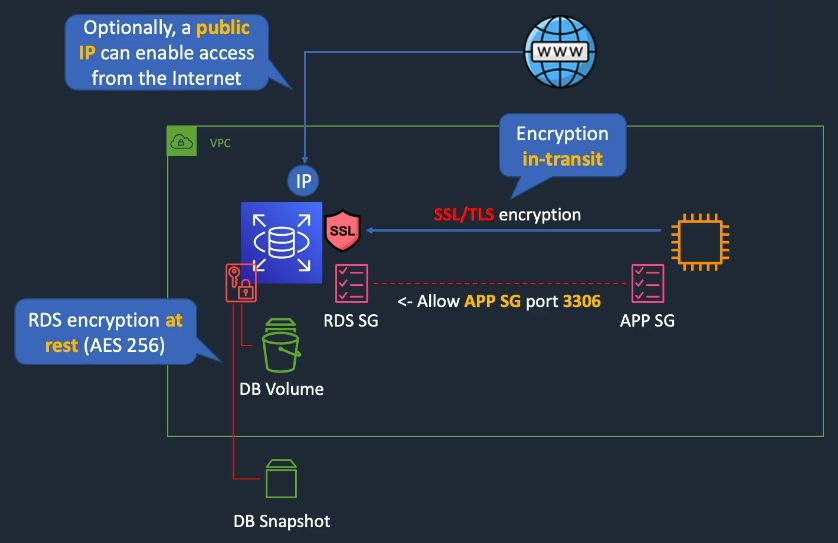 Optionally, a public
IP can enable access
from the Internet
WWW
Encryption
in-transit
VPC
IP
SSL/TLS encryption
SSL
<- Allow APP SG port 3306
RDS SG
APP SG
RDS encryption at
rest (AES 256)
DB Volume
DB Snapshot